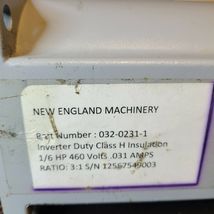 NEW ENGLAND MACHINERY
Part Number : 032-0231-1
Inverter Duty Class H Insulation
1/6 HP 460 Volts .031 AMPS
RATIO: 3:1 S/N 12567549003